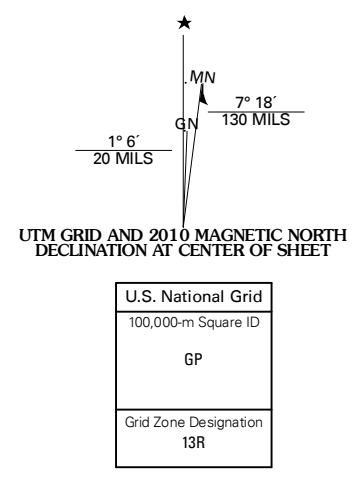 ★
MN
7° 18´
130 MILS
GN
1° 6´
20 MILS
UTM GRID AND 2010 MAGNETIC NORTH
DECLINATION AT CENTER OF SHEET
U.S. National Grid
100,000-m Square ID
GP
Grid Zone Designation
13R